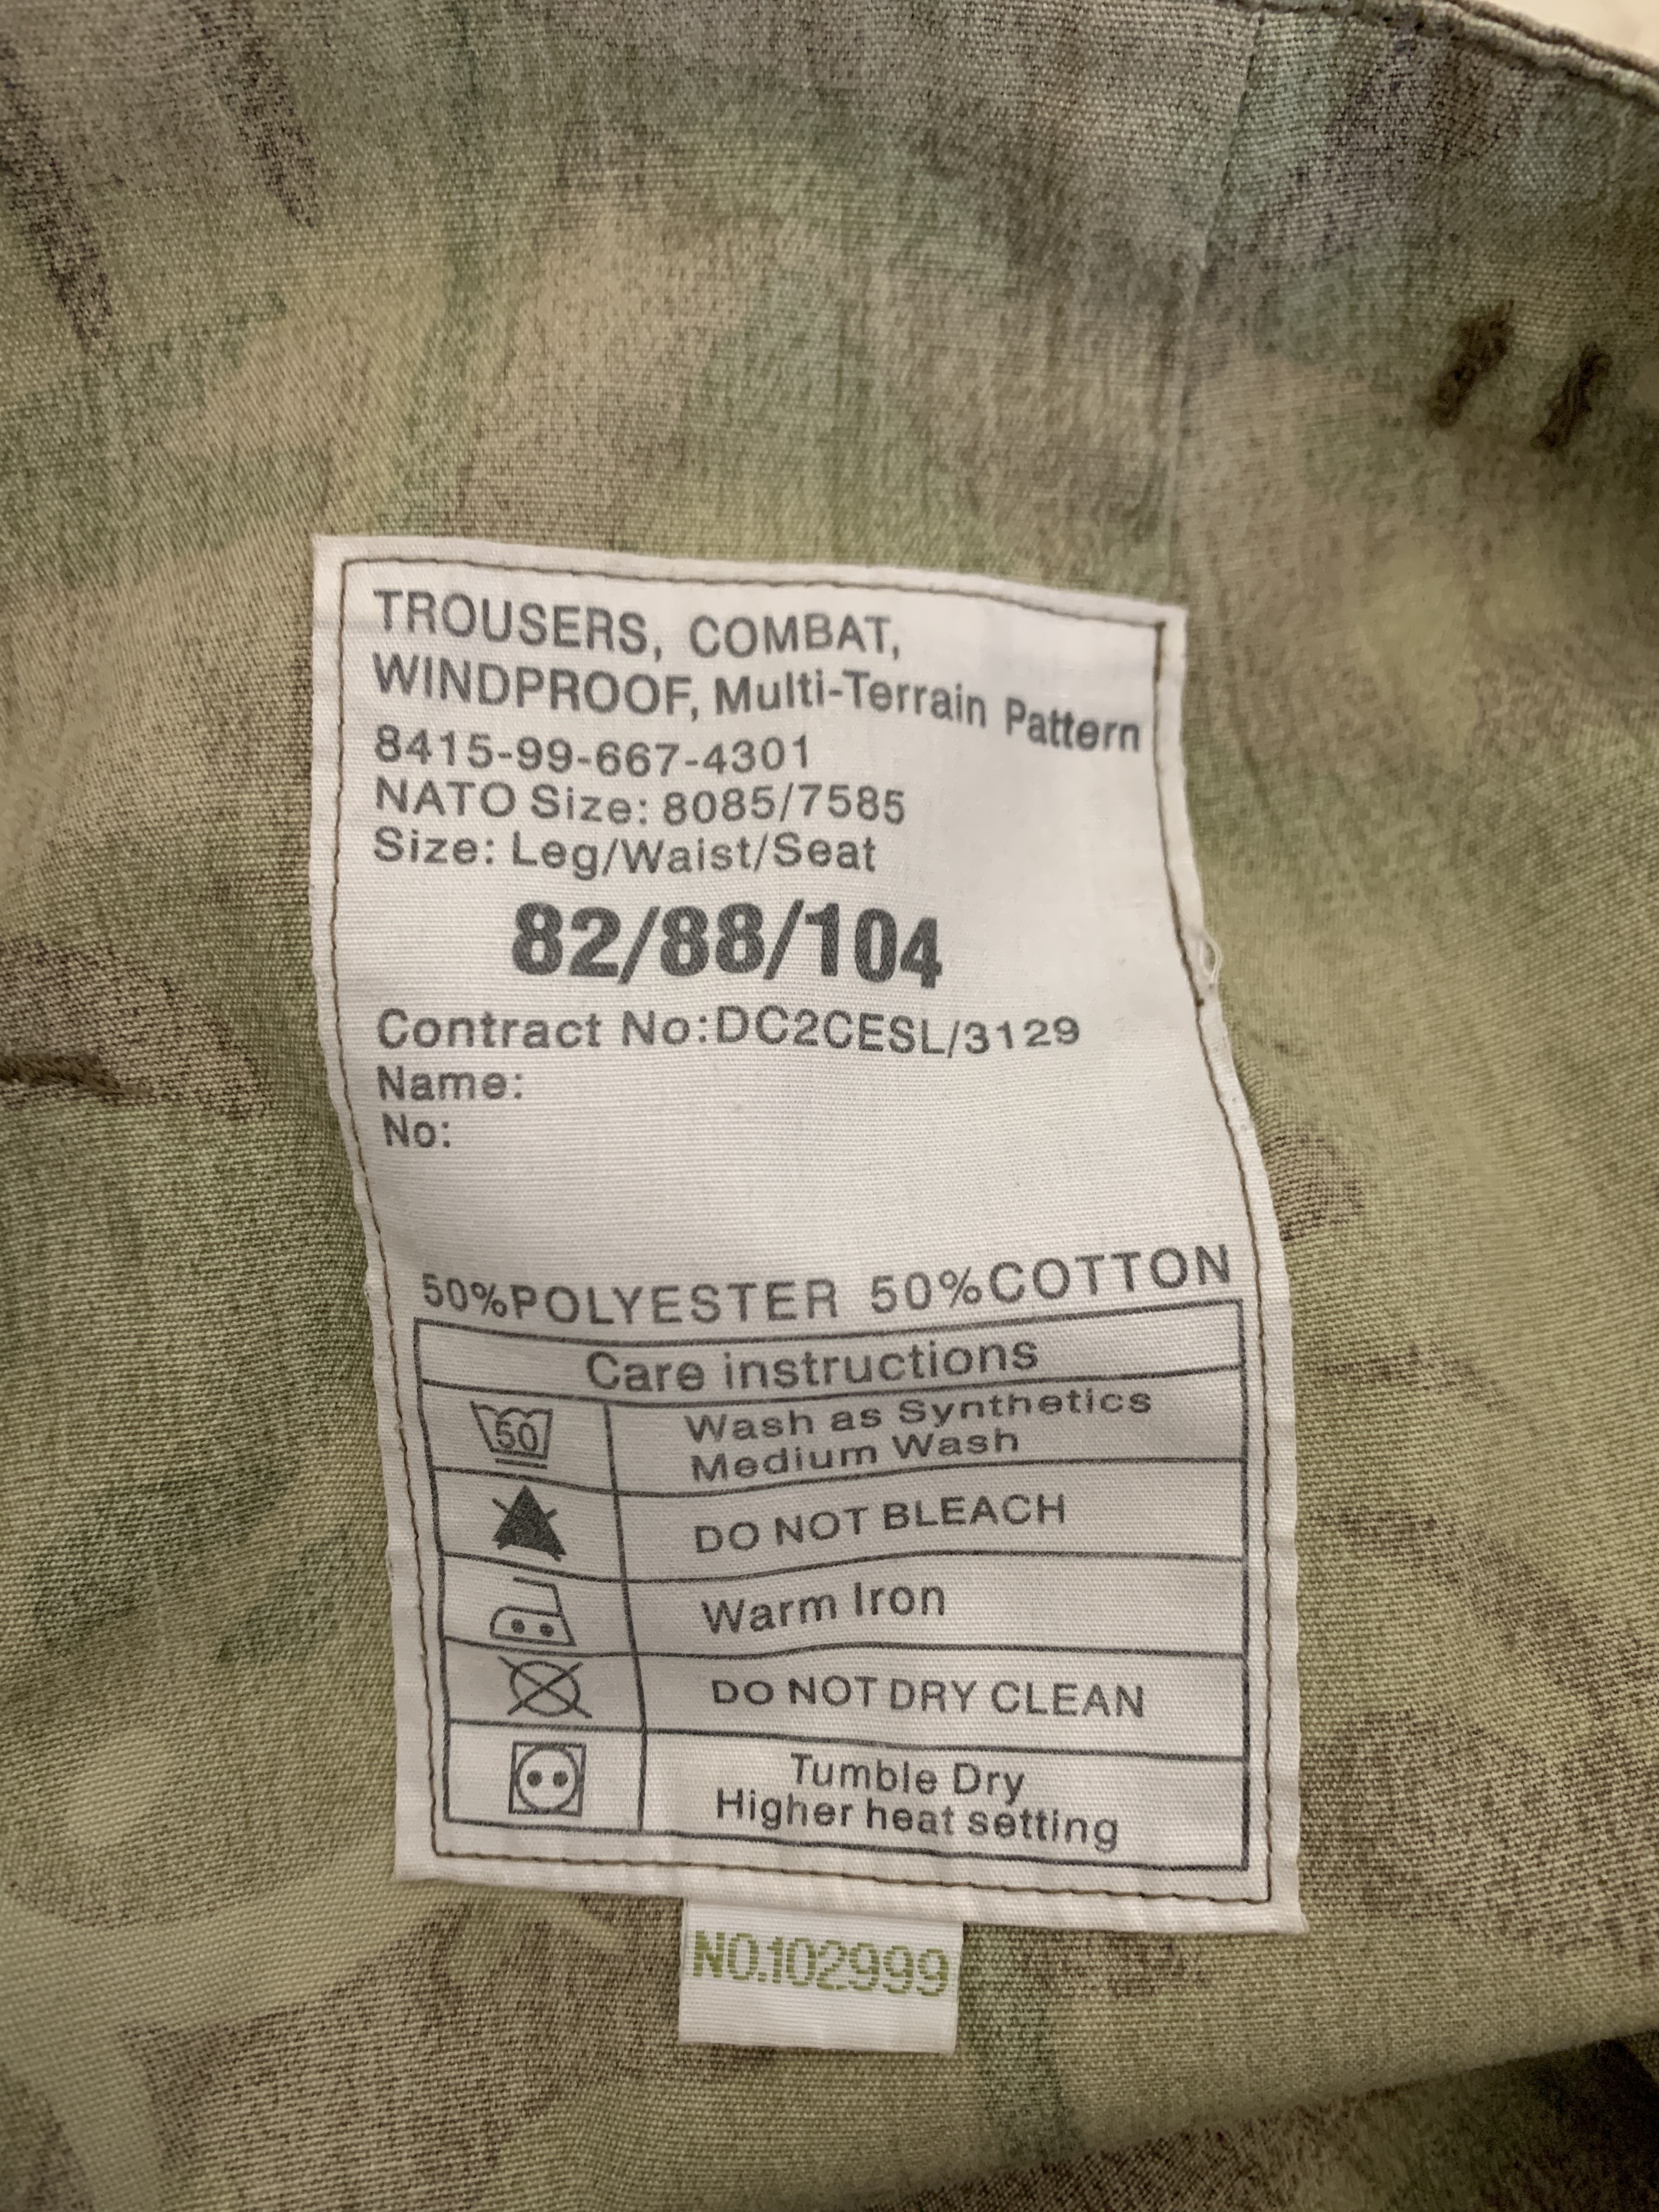 TROUSERS, COMBAT,
WINDPROOF, Multi-Terrain Pattern
8415-99-667-4301
NATO Size: 8085/7585
Size: Leg/Waist/Seat
82/88/104
Contract No:DC2CESL/3129
Name:
No:
50%POLYESTER 50%COTTON
Care instructions
50
Wash as Synthetics
Medium Wash
DO NOT BLEACH
Warm Iron
DO NOT DRY CLEAN
Tumble Dry
Higher heat setting
NO.102999